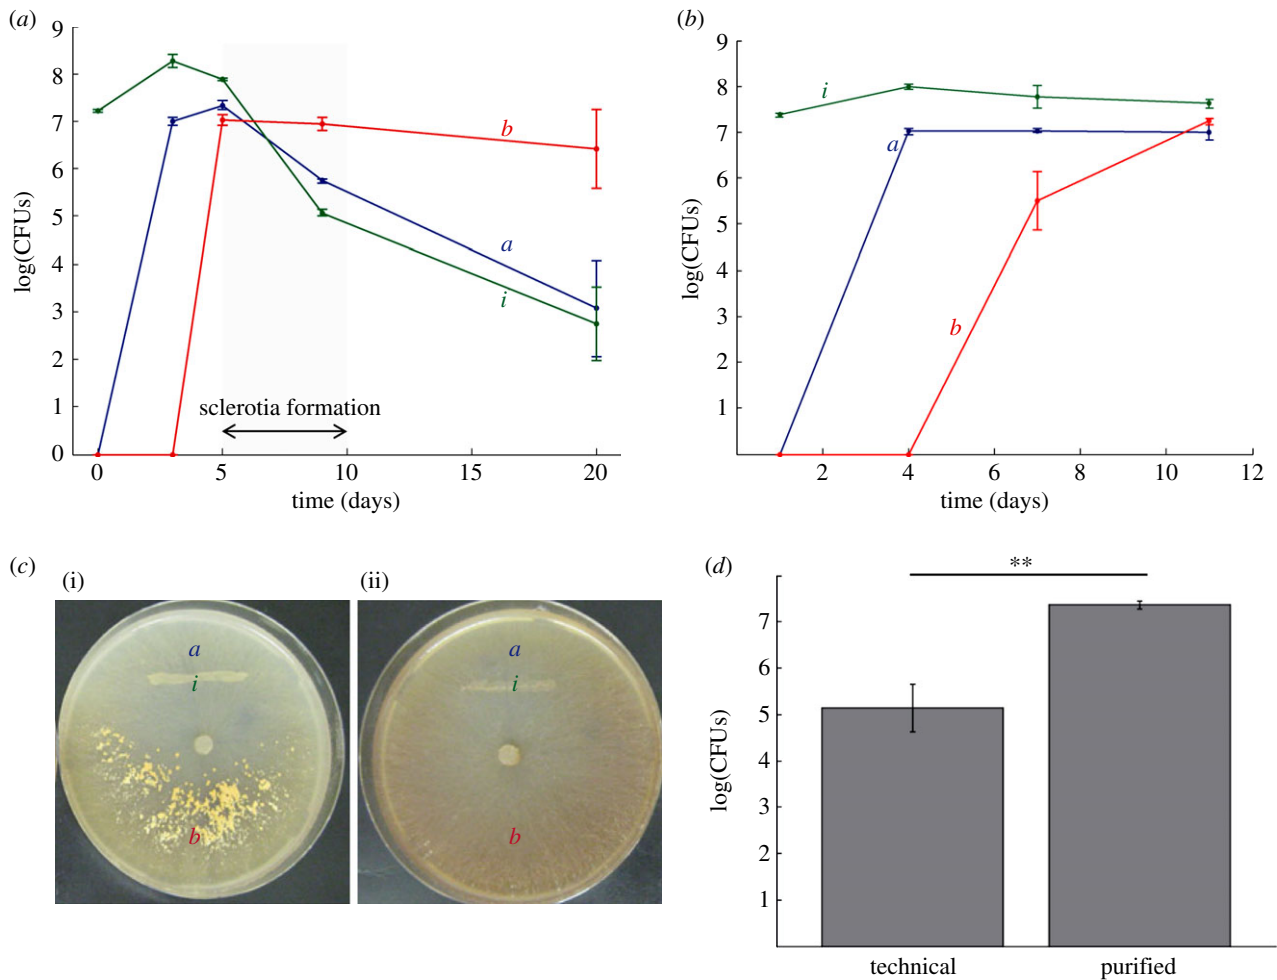 (a)
9
8
7
6
5
4
3
2
1
0
log(CFUs)
b
a
i
sclerotia formation
0 5 10 15 20
time (days)
(b)
9
8
7
6
5
4
3
2
1
log(CFUs)
i
a
b
2 4 6 8 10 12
time (days)
(c)
(i) (ii)
a
i
b
a
i
b
(d)
**
7
6
5
4
3
2
1
log(CFUs)
technical purified